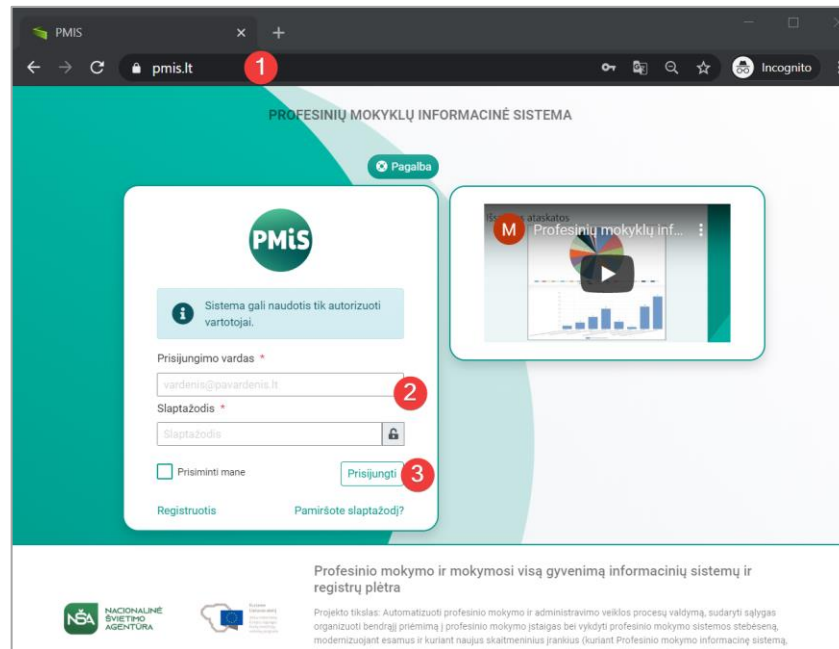 PMIS
pmis.lt
1
Incognito
PROFESINIŲ MOKYKLŲ INFORMACINĖ SISTEMA
Pagalba
PMiS
Sistema gali naudotis tik autorizuoti
vartotojai.
Prisijungimo vardas *
vardenis@pavardenis.lt
2
Slaptažodis *
Slaptažodis
Prisiminti mane
Prisijungti
3
Registruotis
Pamiršote slaptažodį?
ataskaitos
M
Profesinių mokyklų inf...
NŠA
NACIONALINĖ
ŠVIETIMO
AGENTŪRA
Profesinio mokymo ir mokymosi visą gyvenimą informacinių sistemų ir
registrų plėtra
Projekto tikslas: Automatizuoti profesinio mokymo ir administravimo veiklos procesų valdymą, sudaryti sąlygas
organizuoti bendrąjį priėmimą į profesinio mokymo įstaigas bei vykdyti profesinio mokymo sistemos stebėseną,
modernizuojant esamus ir kuriant naujus skaitmeninius įrankius (kuriant Profesinio mokymo informacinę sistemą,